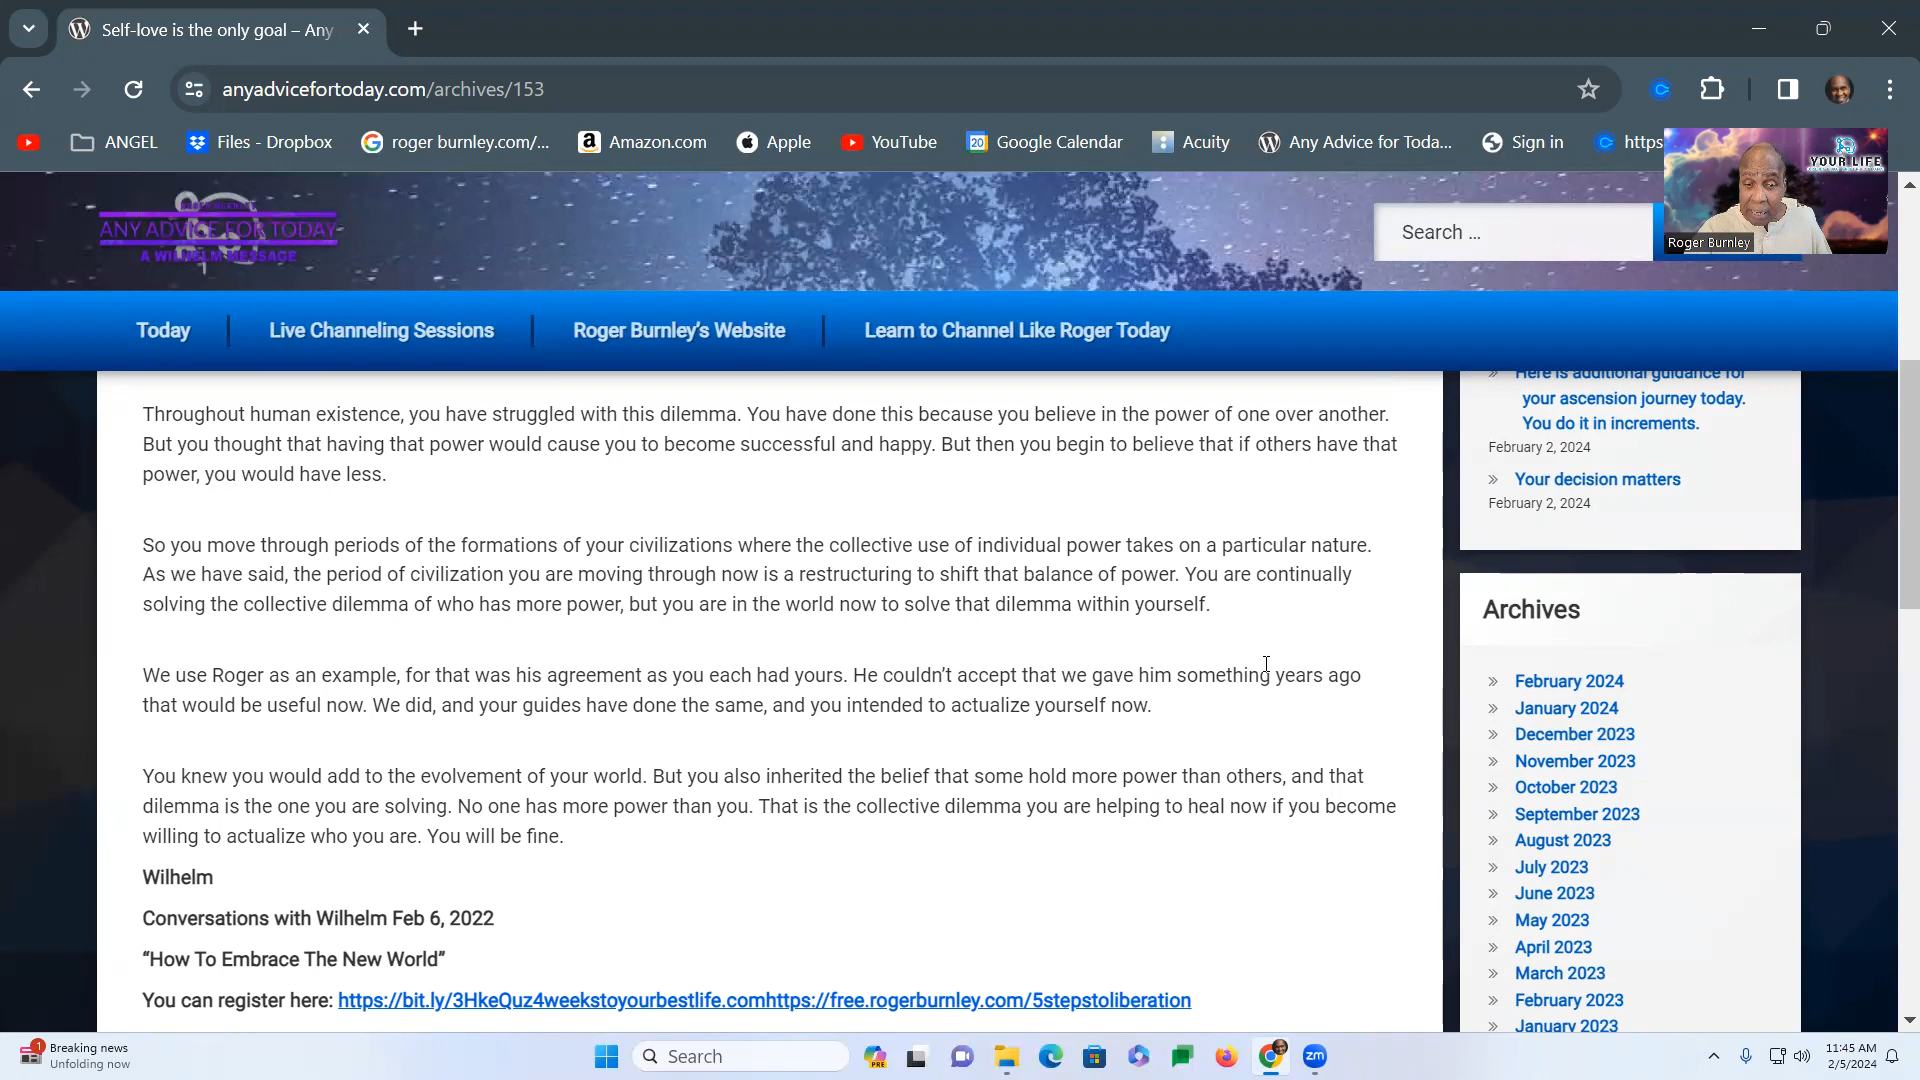 Self-love is the only goal – Any
anyadvicefortoday.com/archives/153
ANGEL
Files - Dropbox
roger burnley.com/...
Amazon.com
Apple
YouTube
20
Google Calendar
Acuity
Any Advice for Toda...
Sign in
https
YOUR LIFE
Roger Burnley
ANY ADVICE FOR TODAY
A WILHELM MESSAGE
Search ...
Today
Live Channeling Sessions
Roger Burnley’s Website
Learn to Channel Like Roger Today
Throughout human existence, you have struggled with this dilemma. You have done this because you believe in the power of one over another.
But you thought that having that power would cause you to become successful and happy. But then you begin to believe that if others have that
power, you would have less.
So you move through periods of the formations of your civilizations where the collective use of individual power takes on a particular nature.
As we have said, the period of civilization you are moving through now is a restructuring to shift that balance of power. You are continually
solving the collective dilemma of who has more power, but you are in the world now to solve that dilemma within yourself.
We use Roger as an example, for that was his agreement as you each had yours. He couldn’t accept that we gave him something years ago
that would be useful now. We did, and your guides have done the same, and you intended to actualize yourself now.
You knew you would add to the evolvement of your world. But you also inherited the belief that some hold more power than others, and that
dilemma is the one you are solving. No one has more power than you. That is the collective dilemma you are helping to heal now if you become
willing to actualize who you are. You will be fine.
Wilhelm
Conversations with Wilhelm Feb 6, 2022
“How To Embrace The New World”
You can register here: https://bit.ly/3HkeQuz4weekstoyourbestlife.comhttps://free.rogerburnley.com/5stepstoliberation
Here is additional guidance for
your ascension journey today.
You do it in increments.
February 2, 2024
Your decision matters
February 2, 2024
Archives
February 2024
January 2024
December 2023
November 2023
October 2023
September 2023
August 2023
July 2023
June 2023
May 2023
April 2023
March 2023
February 2023
January 2023
1
Breaking news
Unfolding now
Search
PRE
zm
11:45 AM
2/5/2024